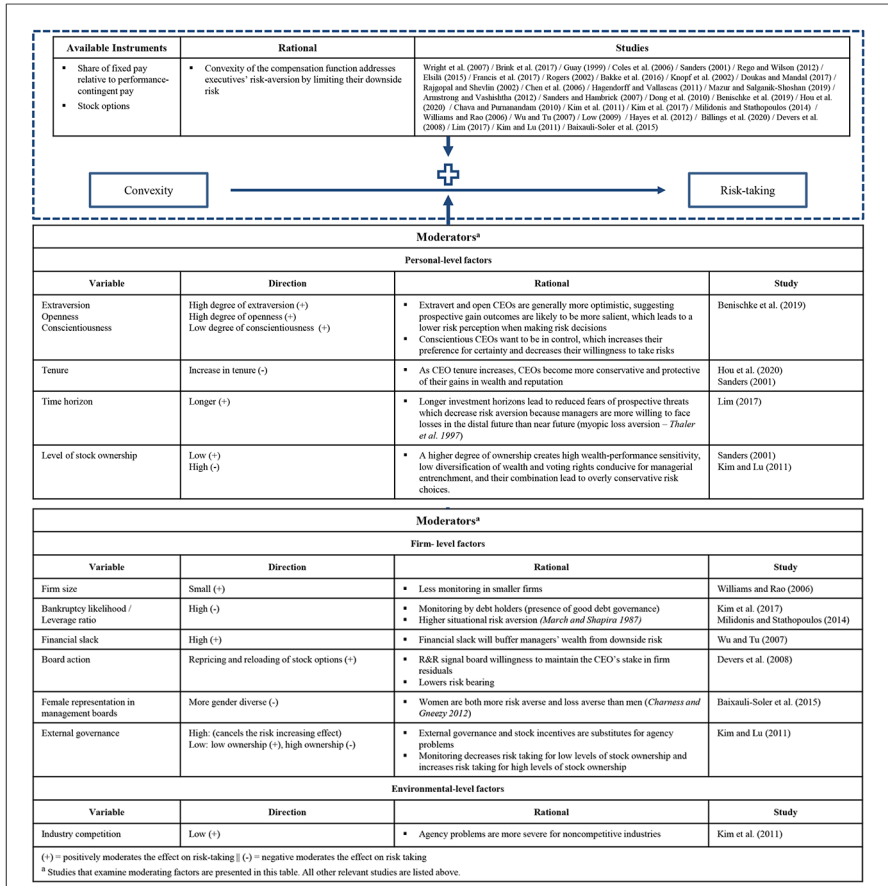 Available Instruments Rational Studies
▪ Share of fixed pay
relative to performance-
contingent pay
▪ Stock options
▪ Convexity of the compensation function addresses
executives' risk-aversion by limiting their downside
risk
Wright et al. (2007) / Brink et al. (2017) / Guay (1999) / Coles et al. (2006) / Sanders (2001) / Rego and Wilson (2012) /
Elsilä (2015) / Francis et al. (2017) / Rogers (2002) / Bakke et al. (2016) / Knopf et al. (2002) / Doukas and Mandal (2017) /
Rajgopal and Shevlin (2002) / Chen et al. (2006) / Hagendorff and Vallascas (2011) / Mazur and Salganik-Shoshan (2019) /
Armstrong and Vashishtha (2012) / Sanders and Hambrick (2007) / Dong et al. (2010) / Benischke et al. (2019) / Hou et al.
(2020) / Chava and Purnanandam (2010) / Kim et al. (2011) / Kim et al. (2017) / Milidonis and Stathopoulos (2014) /
Williams and Rao (2006) / Wu and Tu (2007) / Low (2009) / Hayes et al. (2012) / Billings et al. (2020) / Devers et al.
(2008) / Lim (2017) / Kim and Lu (2011) / Baixauli-Soler et al. (2015)
Convexity Risk-taking
Moderatorsᵃ
Personal-level factors
Variable Direction Rational Study
Extraversion
Openness
Conscientiousness
High degree of extraversion (+)
High degree of openness (+)
Low degree of conscientiousness (+)
▪ Extravert and open CEOs are generally more optimistic, suggesting
prospective gain outcomes are likely to be more salient, which leads to a
lower risk perception when making risk decisions
▪ Conscientious CEOs want to be in control, which increases their
preference for certainty and decreases their willingness to take risks
Benischke et al. (2019)
Tenure
Increase in tenure (-)
▪ As CEO tenure increases, CEOs become more conservative and protective
of their gains in wealth and reputation
Hou et al. (2020)
Sanders (2001)
Time horizon
Longer (+)
▪ Longer investment horizons lead to reduced fears of prospective threats
which decrease risk aversion because managers are more willing to face
losses in the distal future than near future (myopic loss aversion – Thaler
et al. 1997)
Lim (2017)
Level of stock ownership
Low (+)
High (-)
▪ A higher degree of ownership creates high wealth-performance sensitivity,
low diversification of wealth and voting rights conducive for managerial
entrenchment, and their combination lead to overly conservative risk
choices.
Sanders (2001)
Kim and Lu (2011)
Moderatorsᵃ
Firm- level factors
Variable Direction Rational Study
Firm size
Small (+)
▪ Less monitoring in smaller firms
Williams and Rao (2006)
Bankruptcy likelihood /
Leverage ratio
High (-)
▪ Monitoring by debt holders (presence of good debt governance)
▪ Higher situational risk aversion (March and Shapira 1987)
Kim et al. (2017)
Milidonis and Stathopoulos (2014)
Financial slack
High (+)
▪ Financial slack will buffer managers' wealth from downside risk
Wu and Tu (2007)
Board action
Repricing and reloading of stock options (+)
▪ R&R signal board willingness to maintain the CEO's stake in firm
residuals
▪ Lowers risk bearing
Devers et al. (2008)
Female representation in
management boards
More gender diverse (-)
▪ Women are both more risk averse and loss averse than men (Charness and
Gneezy 2012)
Baixauli-Soler et al. (2015)
External governance
High: (cancels the risk increasing effect)
Low: low ownership (+), high ownership (-)
▪ External governance and stock incentives are substitutes for agency
problems
▪ Monitoring decreases risk taking for low levels of stock ownership and
increases risk taking for high levels of stock ownership
Kim and Lu (2011)
Environmental-level factors
Variable Direction Rational Study
Industry competition
Low (+)
▪ Agency problems are more severe for noncompetitive industries
Kim et al. (2011)
(+) = positively moderates the effect on risk-taking || (-) = negative moderates the effect on risk taking
ᵃ Studies that examine moderating factors are presented in this table. All other relevant studies are listed above.